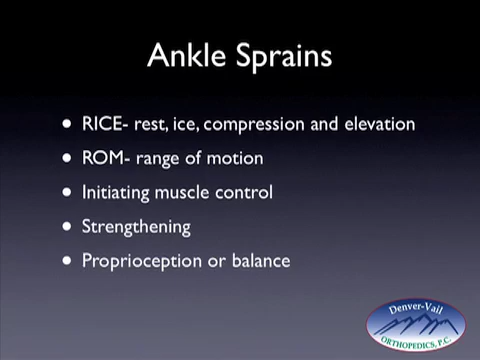 Ankle Sprains
• RICE- rest, ice, compression and elevation
• ROM- range of motion
• Initiating muscle control
• Strengthening
• Proprioception or balance
Denver-Vail
ORTHOPEDICS, P.C.